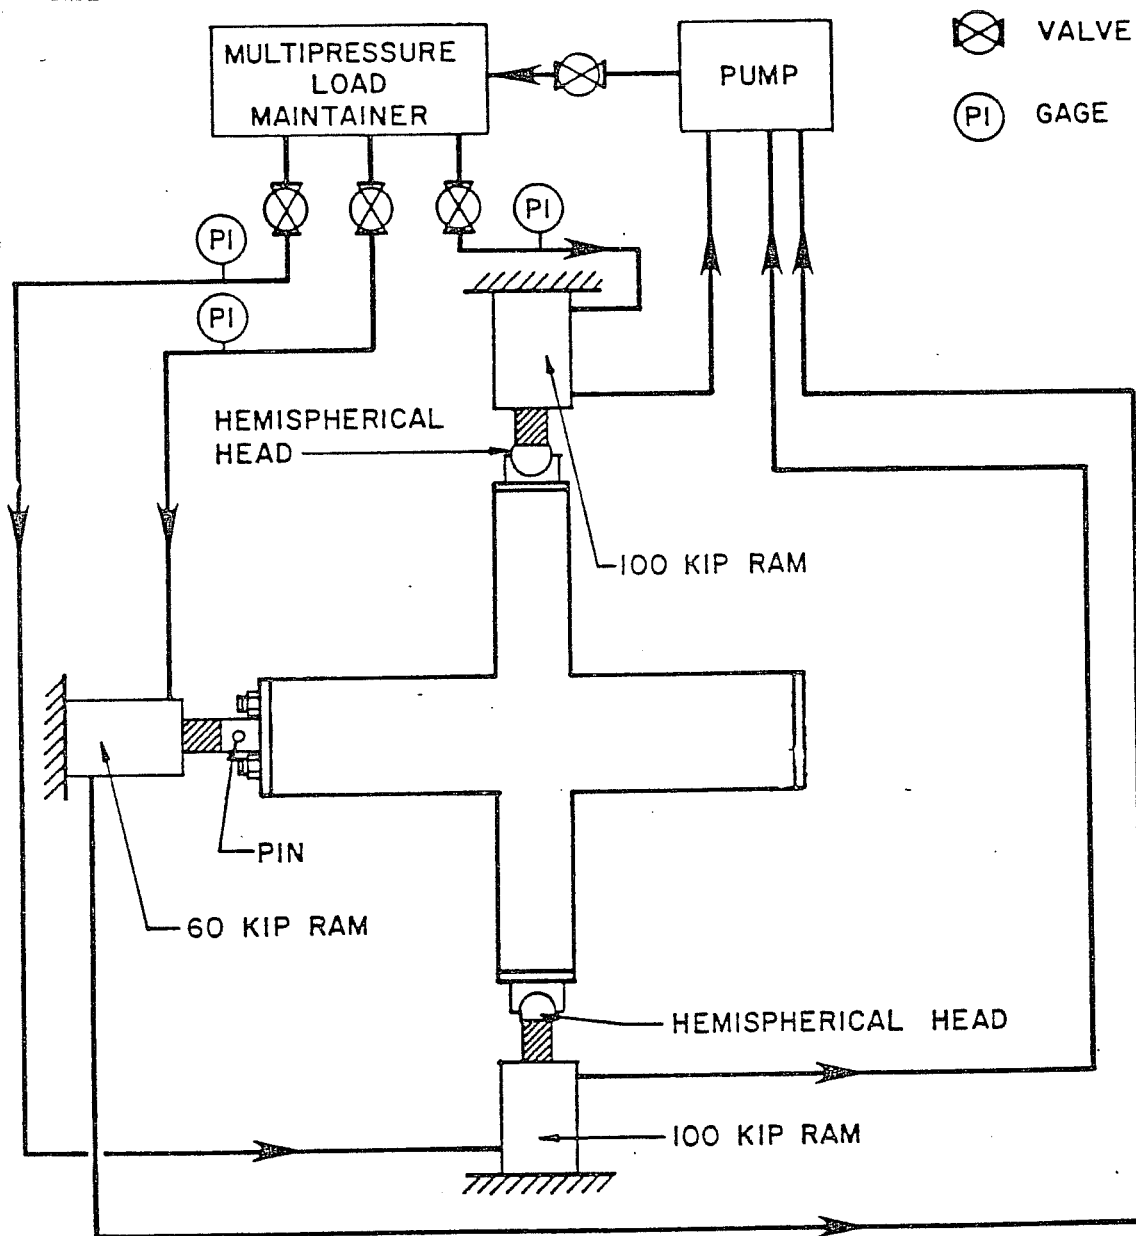 MULTIPRESSURE
LOAD
MAINTAINER
PUMP
VALVE
PI GAGE
PI
PI
PI
HEMISPHERICAL
HEAD
100 KIP RAM
PIN
60 KIP RAM
HEMISPHERICAL HEAD
100 KIP RAM